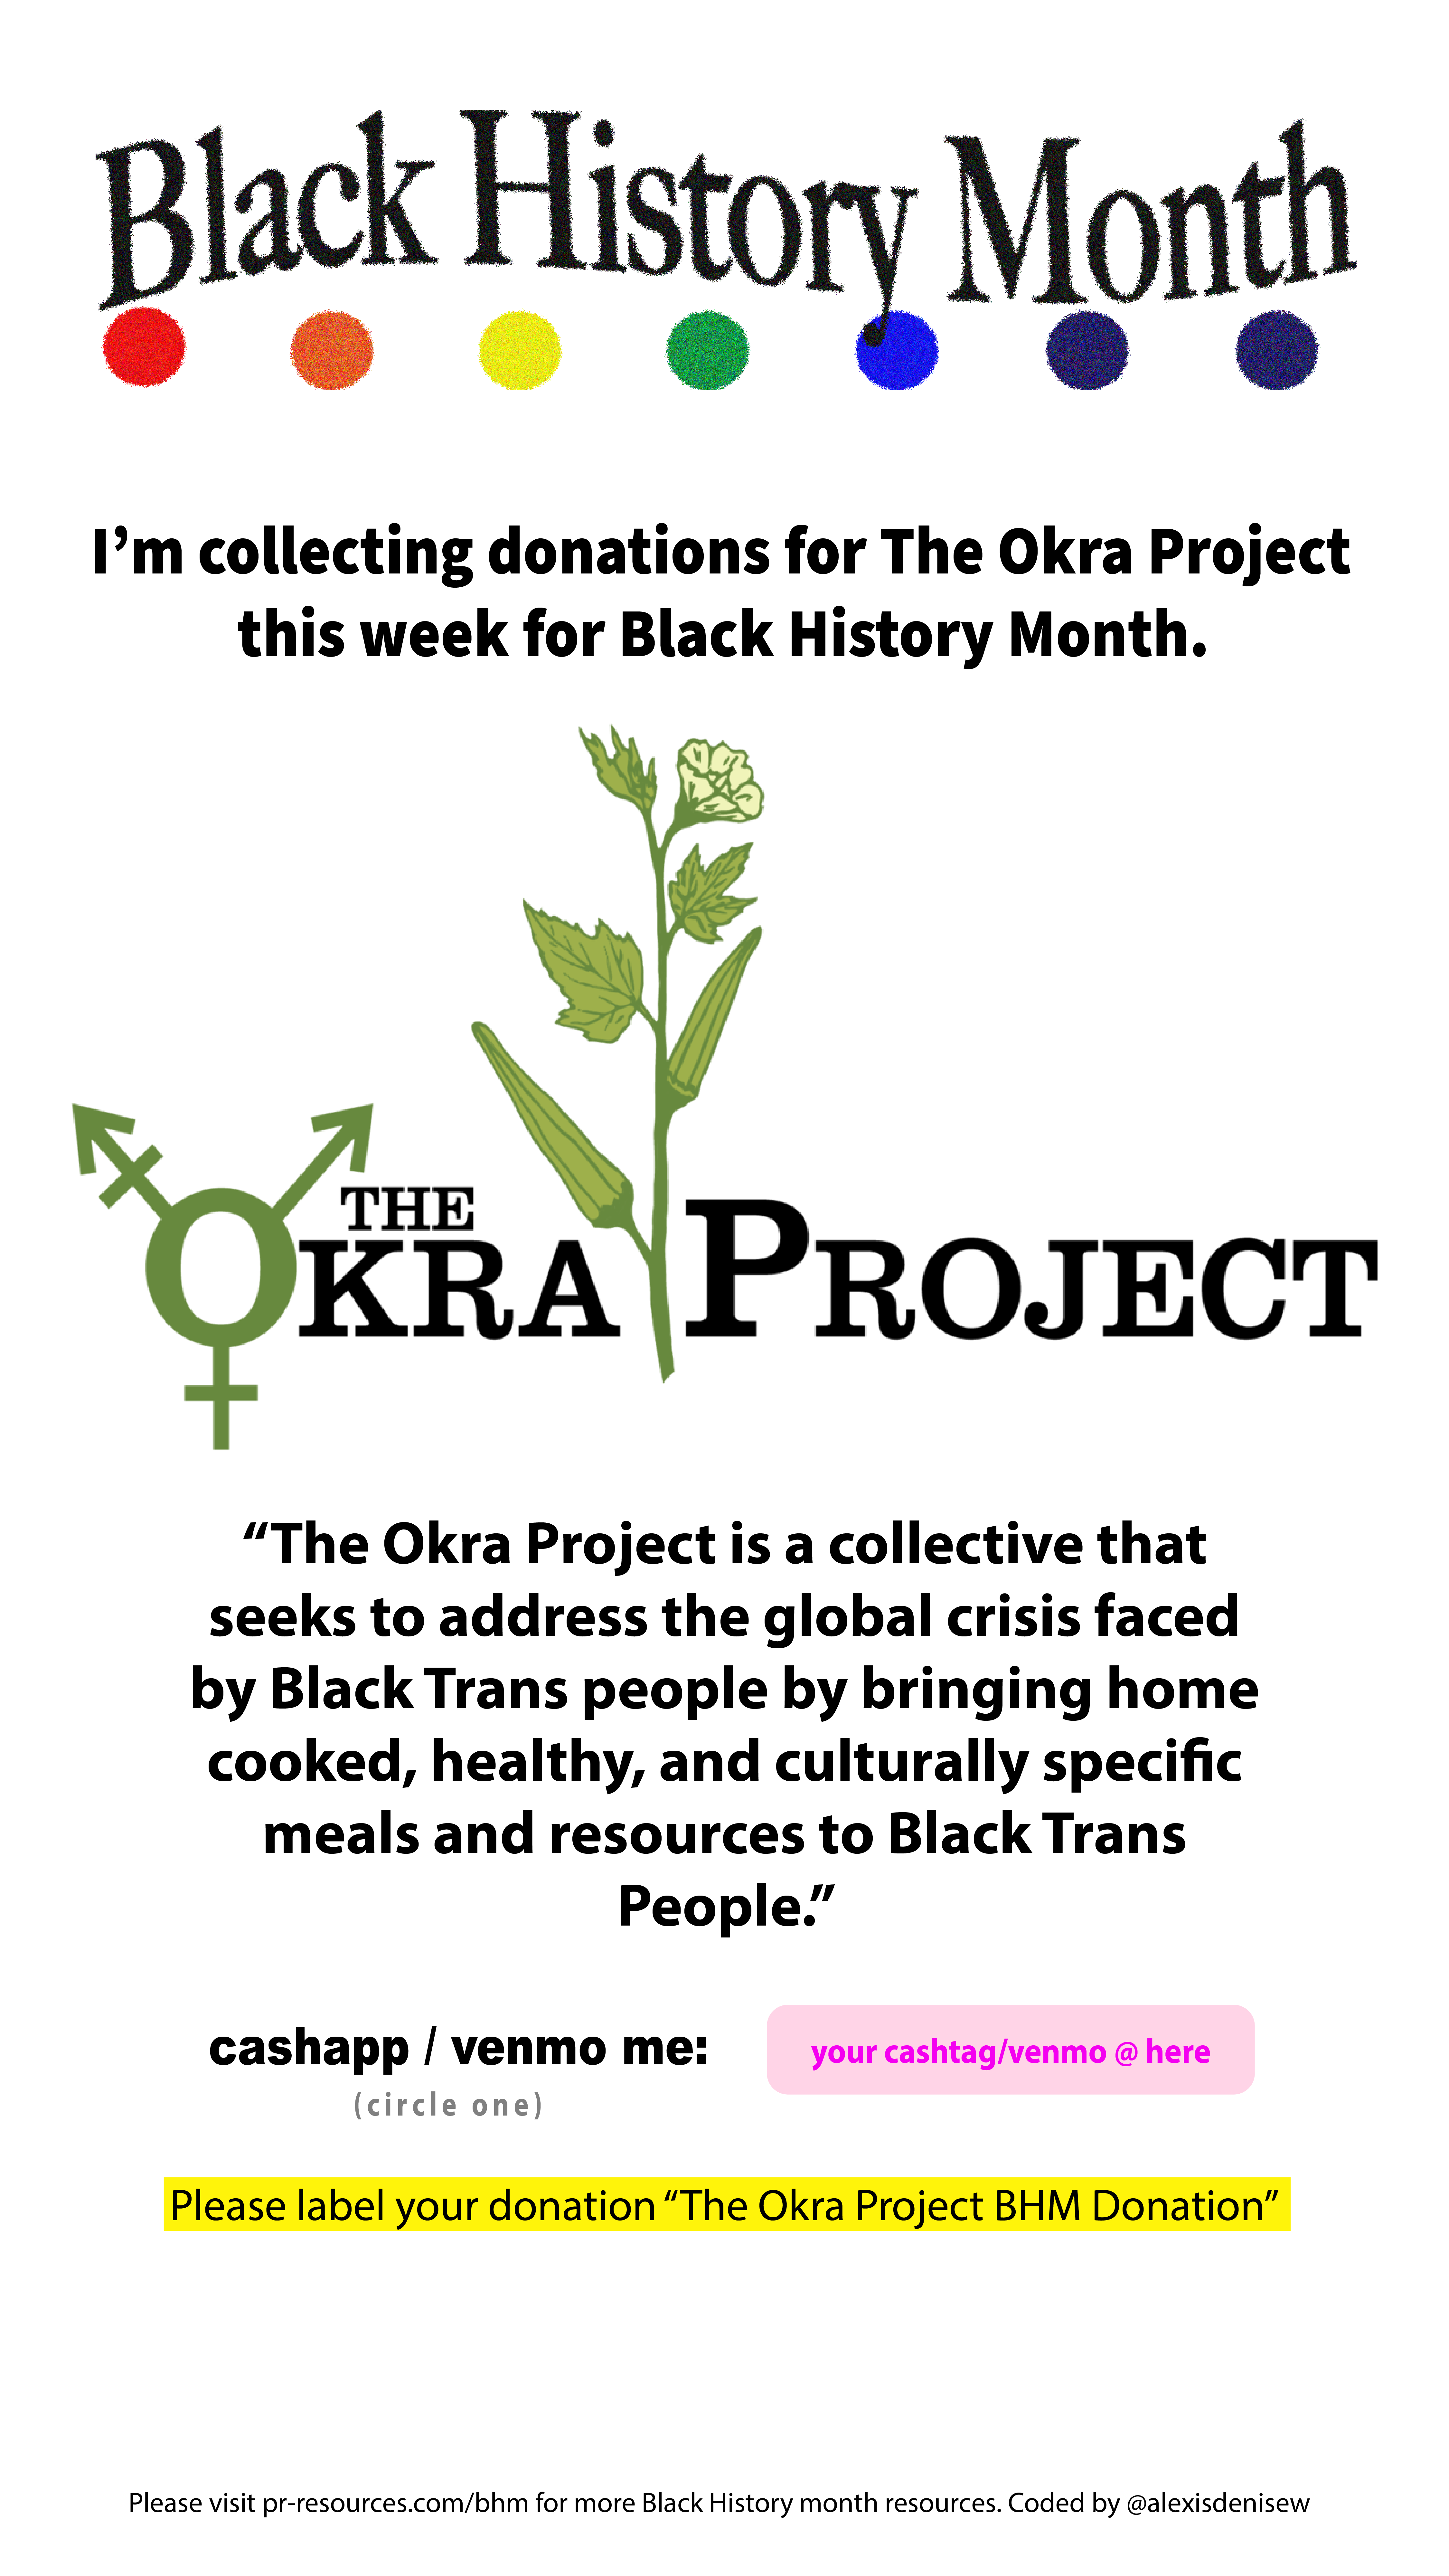 Black History Month
I’m collecting donations for The Okra Project
this week for Black History Month.
THE
OKRA PROJECT
“The Okra Project is a collective that
seeks to address the global crisis faced
by Black Trans people by bringing home
cooked, healthy, and culturally specific
meals and resources to Black Trans
People.”
cashapp / venmo me:
your cashtag/venmo @ here
(circle one)
Please label your donation “The Okra Project BHM Donation”
Please visit pr-resources.com/bhm for more Black History month resources. Coded by @alexisdenisew